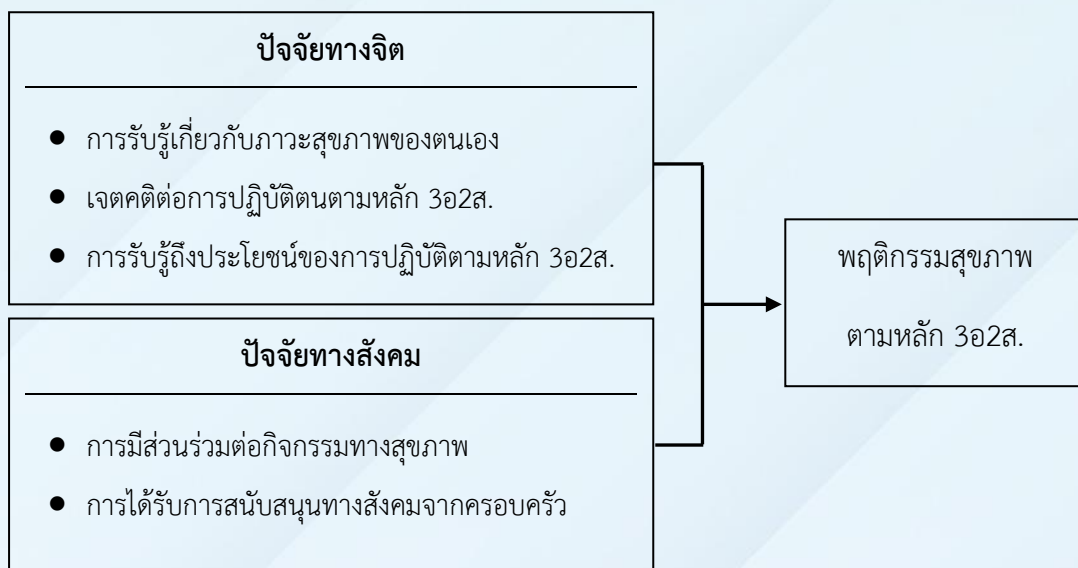 ปัจจัยทางจิต
● การรับรู้เกี่ยวกับภาวะสุขภาพของตนเอง
● เจตคติต่อการปฏิบัติตนตามหลัก 3อ2ส.
● การรับรู้ถึงประโยชน์ของการปฏิบัติตามหลัก 3อ2ส.
ปัจจัยทางสังคม
● การมีส่วนร่วมต่อกิจกรรมทางสุขภาพ
● การได้รับการสนับสนุนทางสังคมจากครอบครัว
พฤติกรรมสุขภาพ
ตามหลัก 3อ2ส.